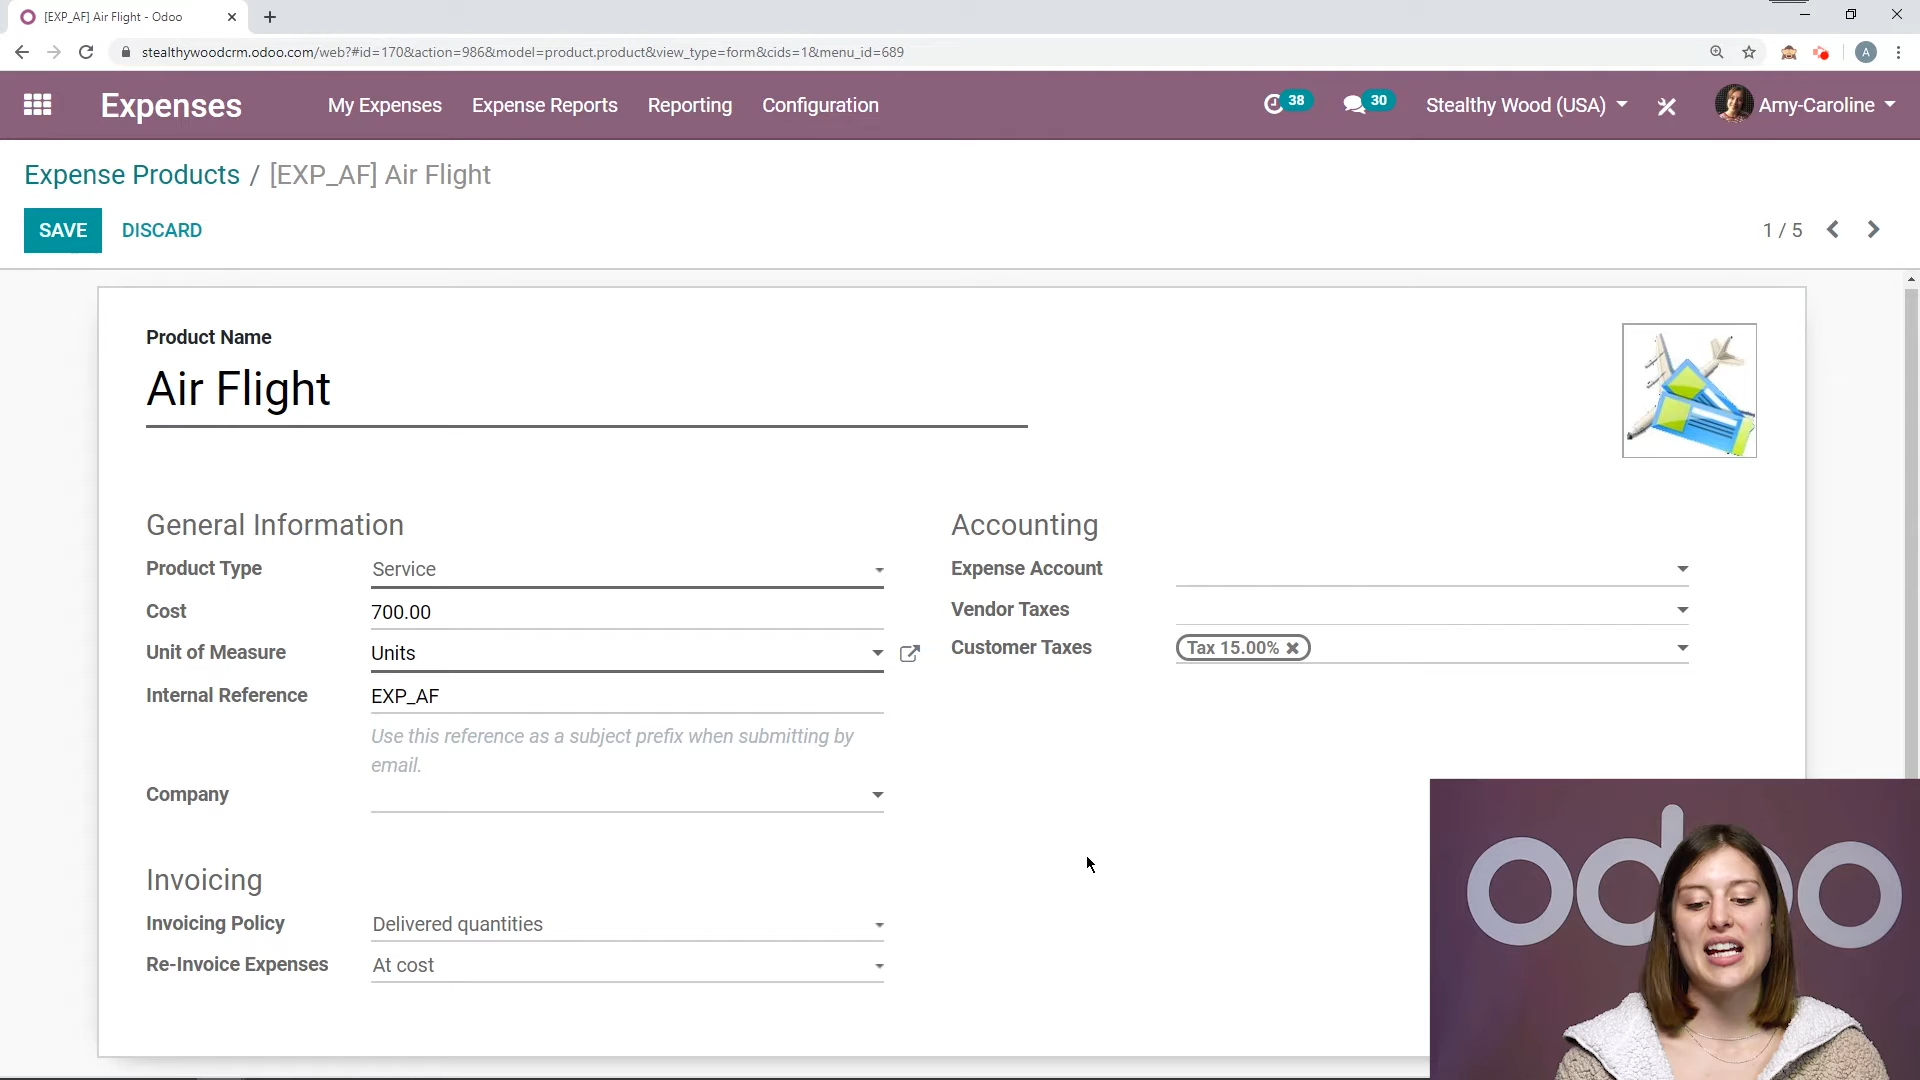 [EXP_AF] Air Flight - Odoo
stealthywoodcrm.odoo.com/web?#id=170&action=986&model=product.product&view_type=form&cids=1&menu_id=689
A
Expenses
My Expenses
Expense Reports
Reporting
Configuration
38
30
Stealthy Wood (USA)
Amy-Caroline
Expense Products / [EXP_AF] Air Flight
SAVE
DISCARD
1 / 5
Product Name
Air Flight
General Information
Product Type
Service
Cost
700.00
Unit of Measure
Units
Internal Reference
EXP_AF
Use this reference as a subject prefix when submitting by
email.
Company
Accounting
Expense Account
Vendor Taxes
Customer Taxes
Tax 15.00%
Invoicing
Invoicing Policy
Delivered quantities
Re-Invoice Expenses
At cost
odoo